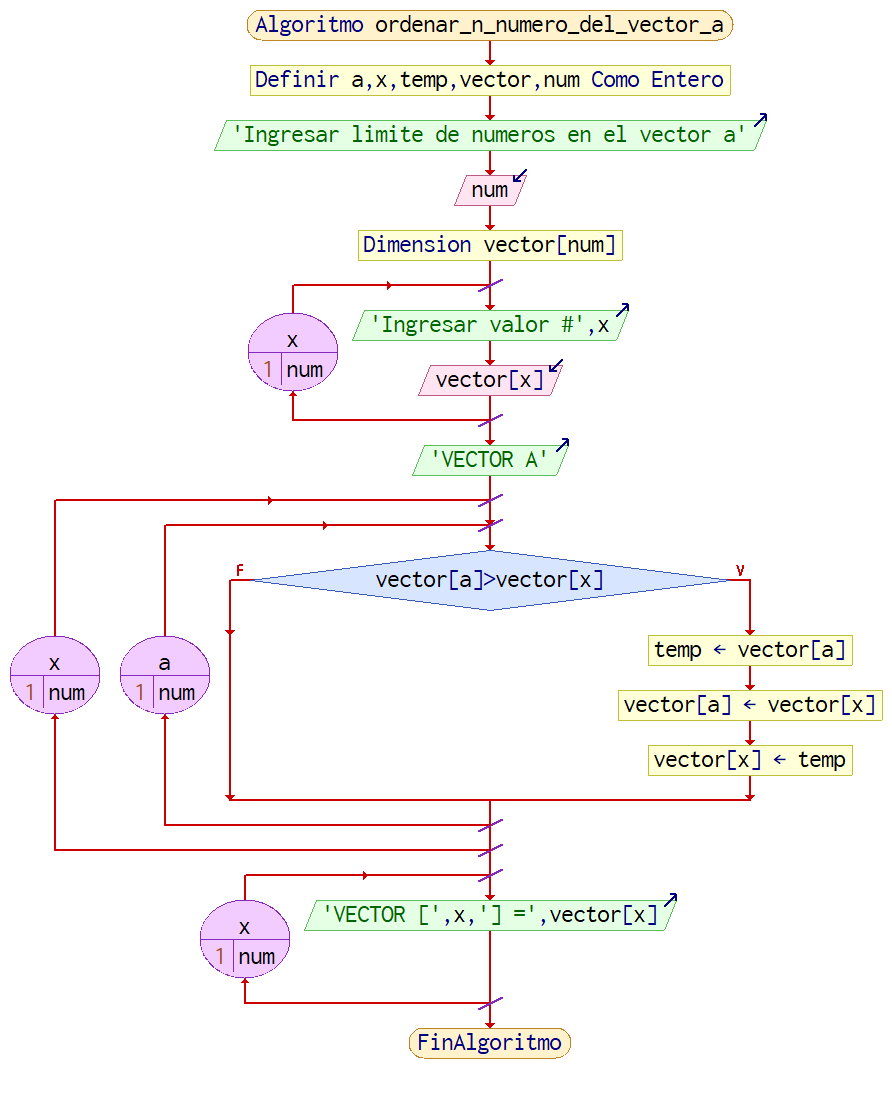 Algoritmo ordenar_n_numero_del_vector_a
Definir a,x,temp,vector,num Como Entero
'Ingresar limite de numeros en el vector a'
num
Dimension vector[num]
x
1 num
'Ingresar valor #',x
vector[x]
'VECTOR A'
F
V
vector[a]>vector[x]
x
1 num
a
1 num
temp ← vector[a]
vector[a] ← vector[x]
vector[x] ← temp
x
1 num
'VECTOR [',x,'] =',vector[x]
FinAlgoritmo